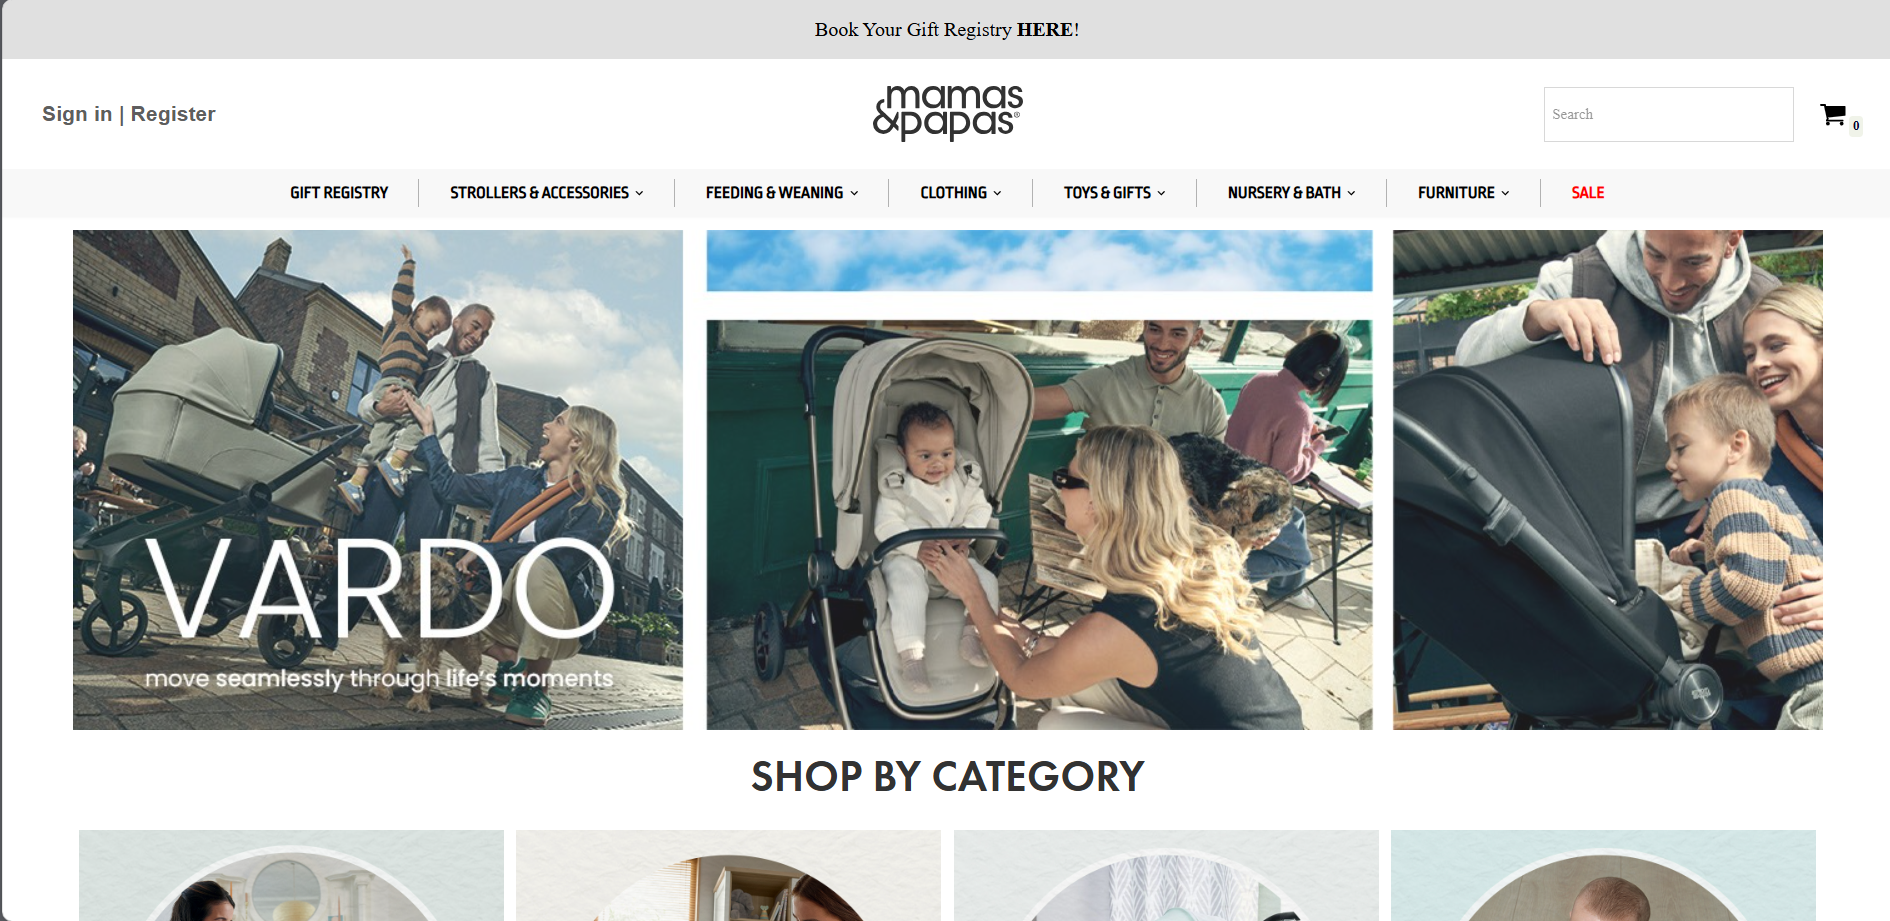 Book Your Gift Registry HERE!
Sign in | Register
mamas
&papas®
Search
0
GIFT REGISTRY
STROLLERS & ACCESSORIES
FEEDING & WEANING
CLOTHING
TOYS & GIFTS
NURSERY & BATH
FURNITURE
SALE
VARDO
move seamlessly through life's moments
SHOP BY CATEGORY